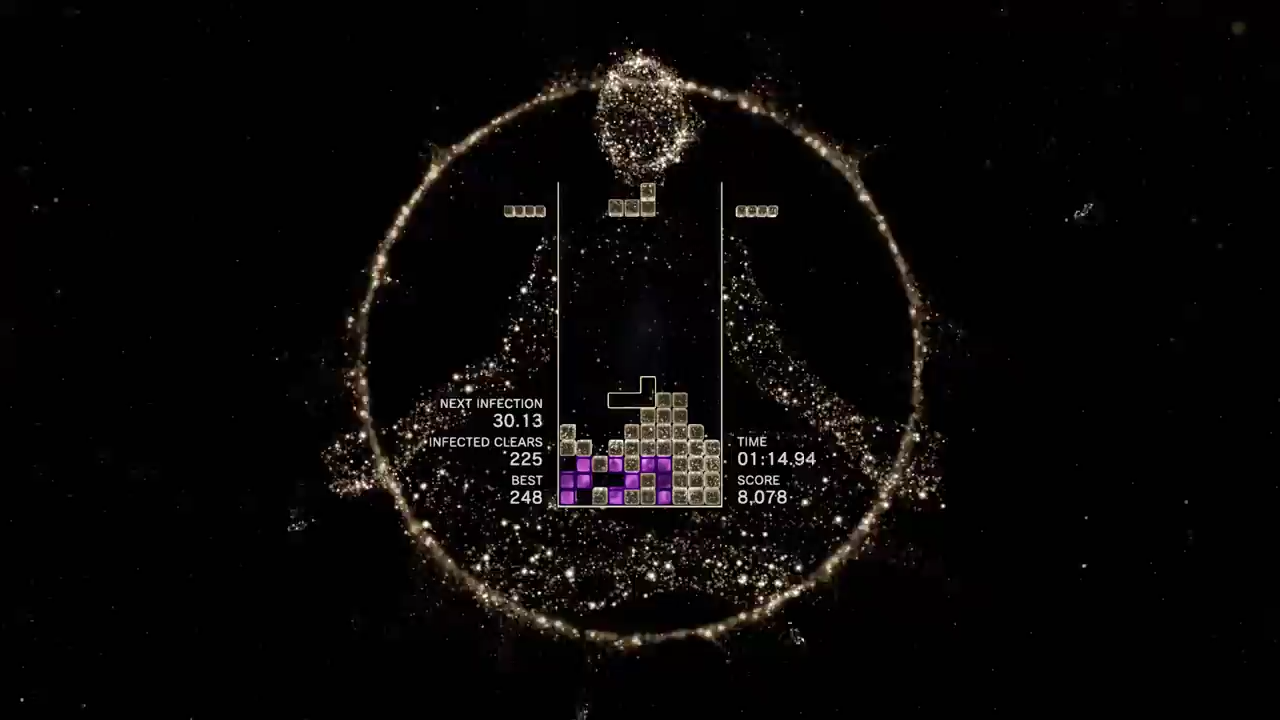 NEXT INFECTION
30.13
INFECTED CLEARS
225
BEST
248
TIME
01:14.94
SCORE
8,078